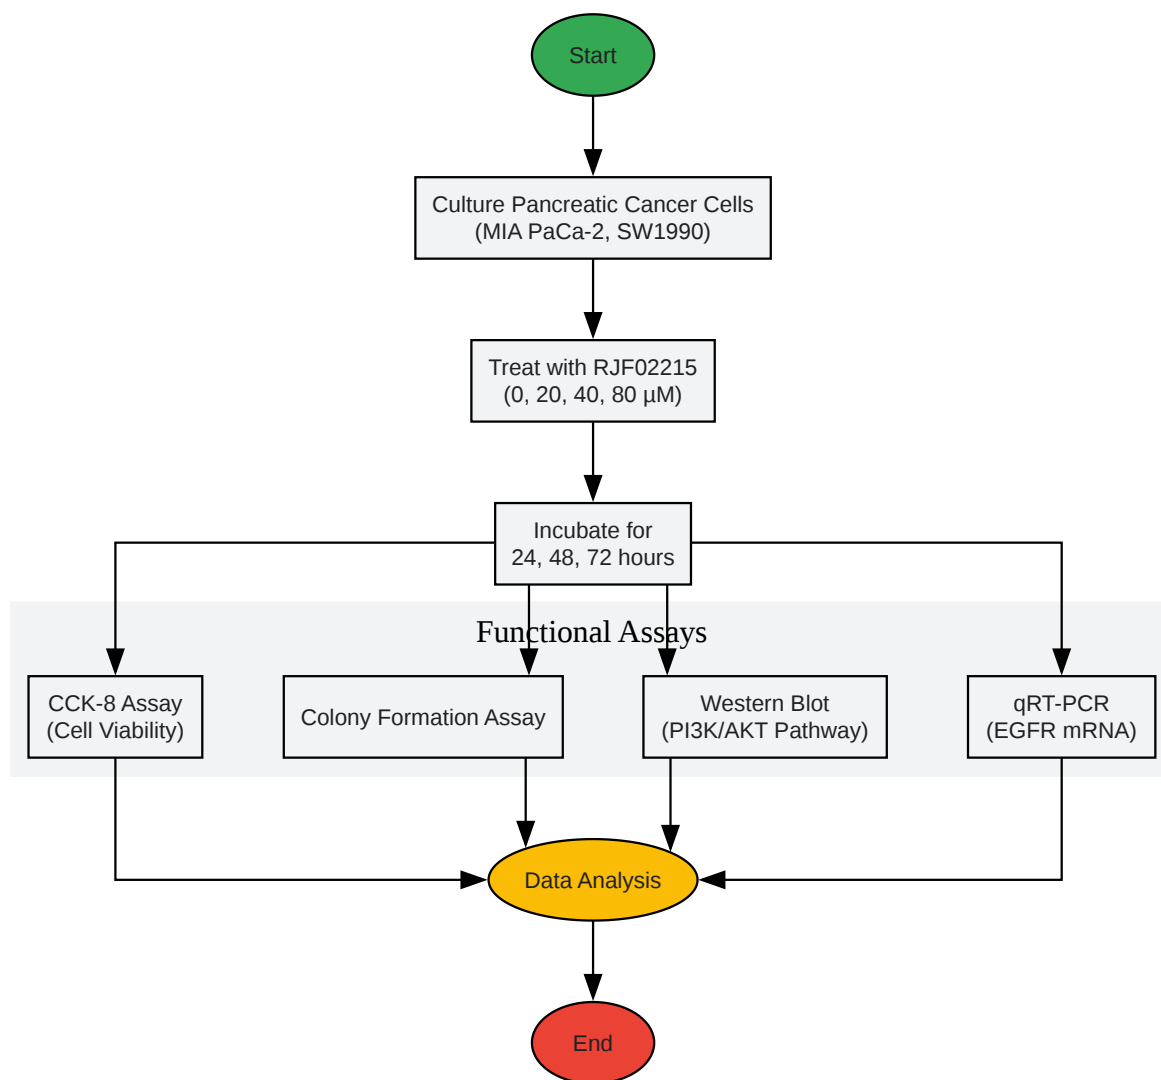 Start
Culture Pancreatic Cancer Cells
(MIA PaCa-2, SW1990)
Treat with RJF02215
(0, 20, 40, 80 µM)
Incubate for
24, 48, 72 hours
Functional Assays
CCK-8 Assay
(Cell Viability)
Colony Formation Assay
Western Blot
(PI3K/AKT Pathway)
qRT-PCR
(EGFR mRNA)
Data Analysis
End